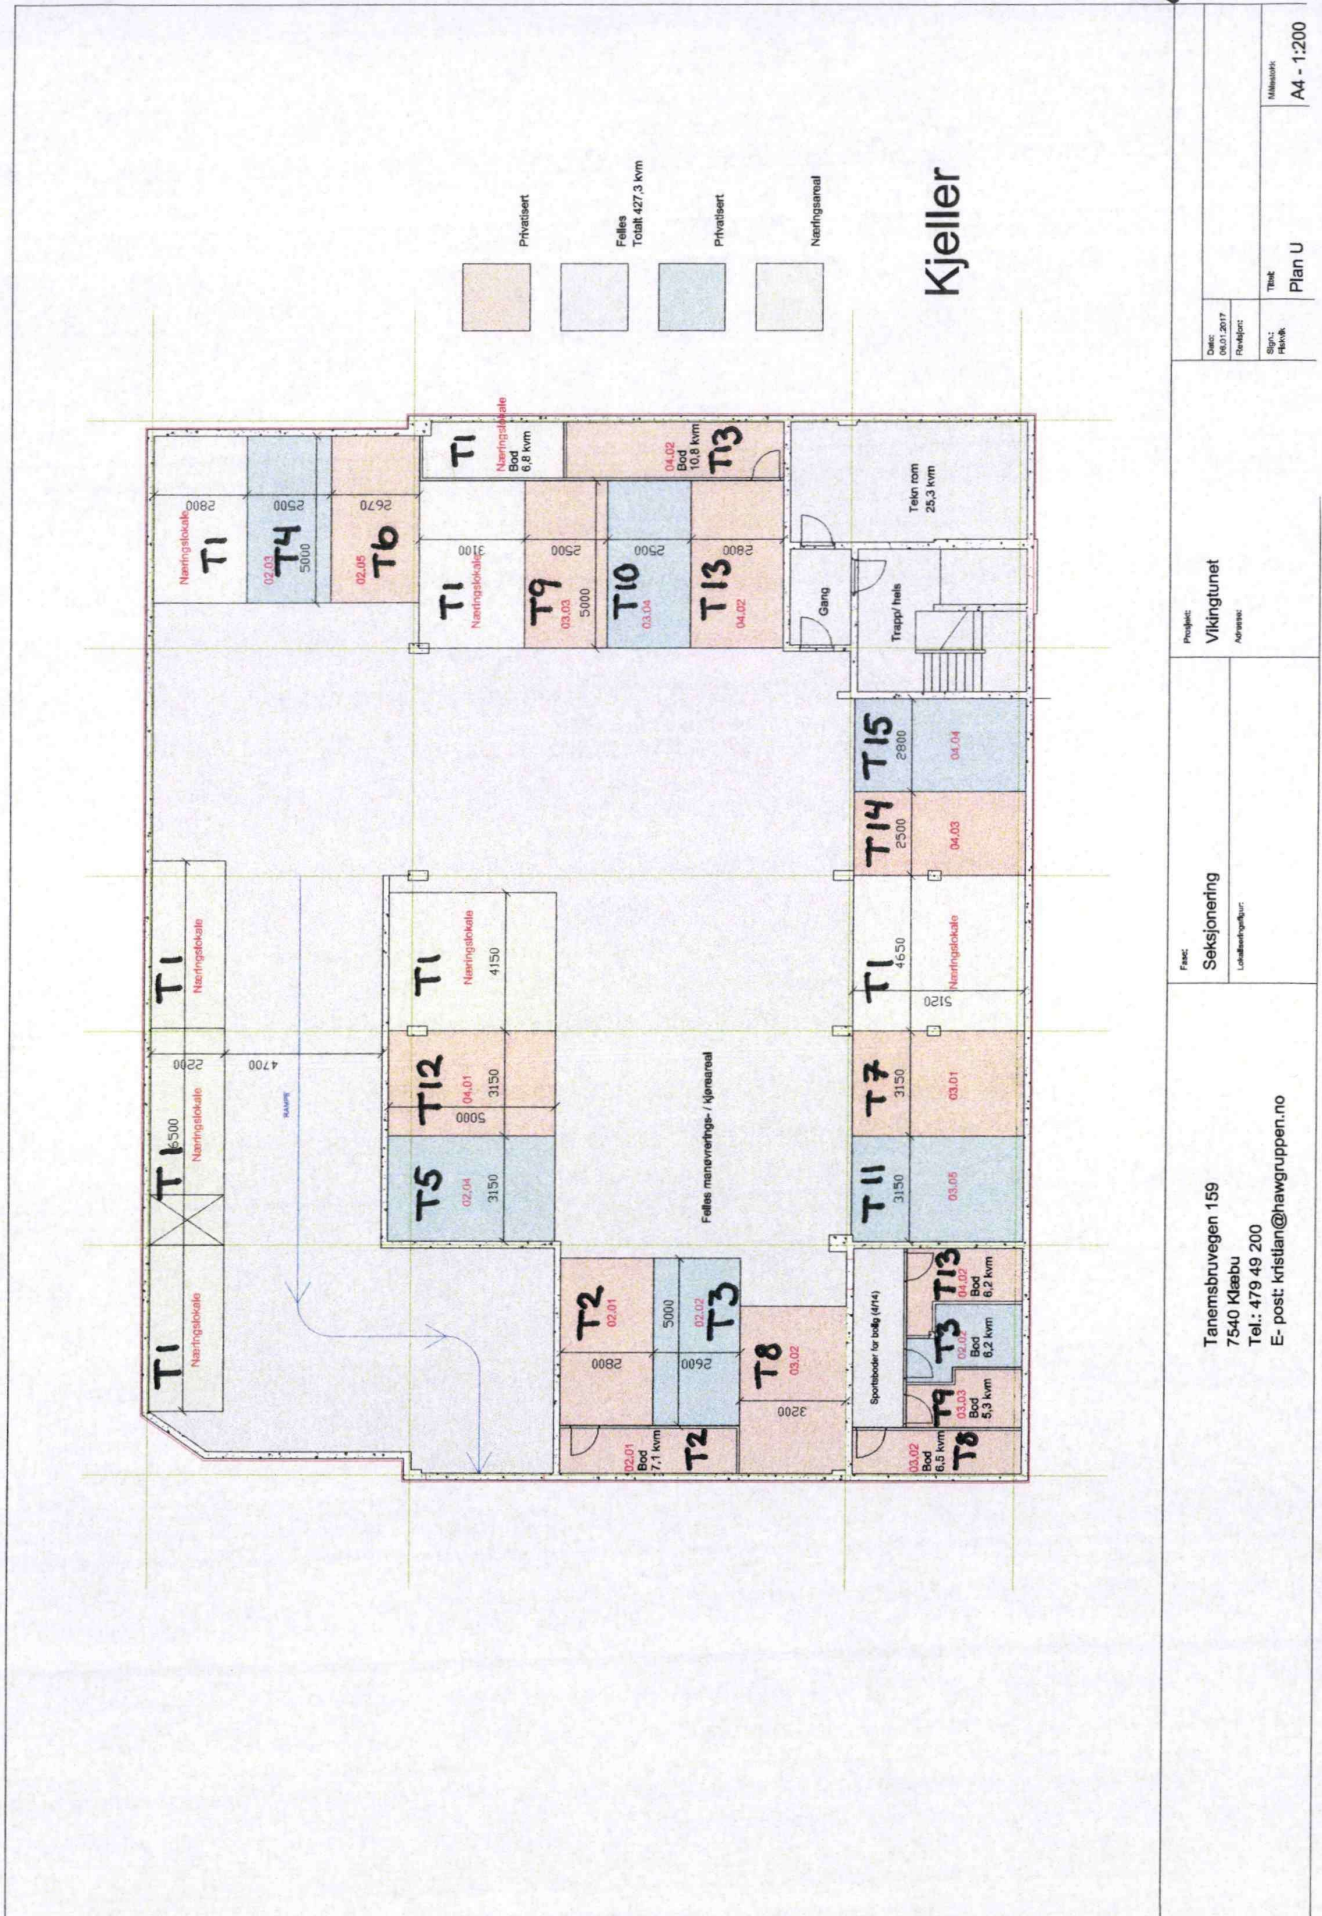 T1
Næringslokale
T1
6500
Næringslokale
T1
Næringslokale
2200
4700
RAMPE
Næringslokale
T1
2800
02.03
T4
2500
5000
02.05
T6
2670
T5
02.04
3150
T12
04.01
3150
5000
T1
Næringslokale
4150
T1
Næringslokale
3100
T1
Næringslokale
Bod
6,8 kvm
T9
03.03
2500
5000
T10
03.04
2500
T13
04.02
2800
04.02
Bod
10,8 kvm
T13
T2
02.01
2800
5000
02.02
T3
2600
T8
03.02
3200
02.01
Bod
7,1 kvm
T2
Felles manøvrerings- / kjøreareal
Gang
Tekn rom
25,3 kvm
Trapp/ heis
Sportsboder for bolig (4/14)
03.02
Bod
6,5 kvm
T8
T9
03.03
Bod
5,3 kvm
T3
02.02
Bod
6,2 kvm
T13
04.02
Bod
6,2 kvm
T11
3150
03.05
T7
3150
03.01
T1
4650
Næringslokale
5120
T14
2500
04.03
T15
2800
04.04
Privatisert
Felles
Totalt 427,3 kvm
Privatisert
Næringsareal
Kjeller
Tanemsbruvegen 159
7540 Klæbu
Tel.: 479 49 200
E- post: kristian@hawgruppen.no
Fase:
Seksjonering
Lokaliseringsfigur:
Prosjekt:
Vikingtunet
Adresse:
Dato:
06.01.2017
Revisjon:
Sign.:
Tittel:
Plan U
Målestokk:
A4 - 1:200